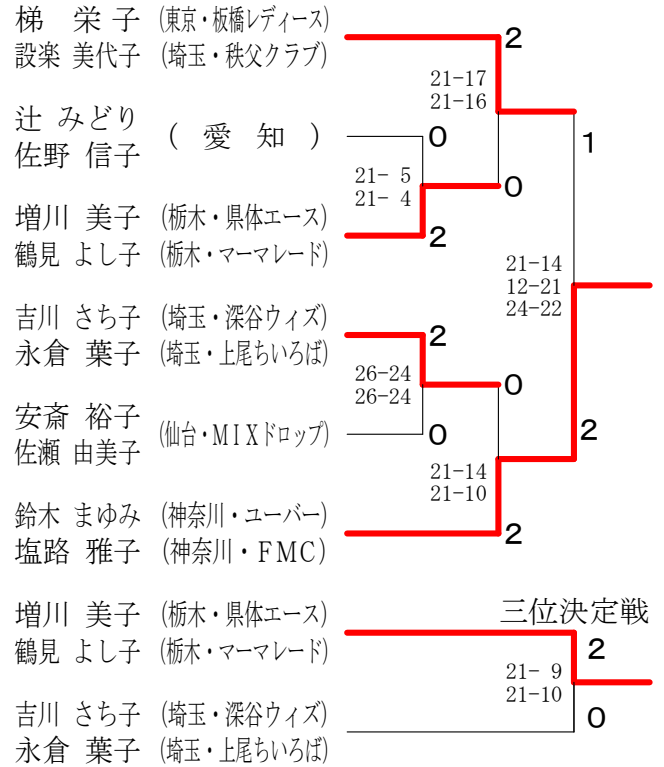 梯 栄子 (東京・板橋レディース)
設楽 美代子 (埼玉・秩父クラブ)
2
21-17
21-16
辻 みどり
佐野 信子
( 愛 知 )
0
1
21- 5
21- 4
0
増川 美子 (栃木・県体エース)
鶴見 よし子 (栃木・マーマレード)
2
21-14
12-21
24-22
吉川 さち子 (埼玉・深谷ウィズ)
永倉 葉子 (埼玉・上尾ちいろば)
2
26-24
26-24
0
安斎 裕子
佐瀬 由美子
(仙台・MIXドロップ)
0
2
21-14
21-10
鈴木 まゆみ (神奈川・ユーバー)
塩路 雅子 (神奈川・FMC)
2
三位決定戦
増川 美子 (栃木・県体エース)
鶴見 よし子 (栃木・マーマレード)
2
21- 9
21-10
吉川 さち子 (埼玉・深谷ウィズ)
永倉 葉子 (埼玉・上尾ちいろば)
0